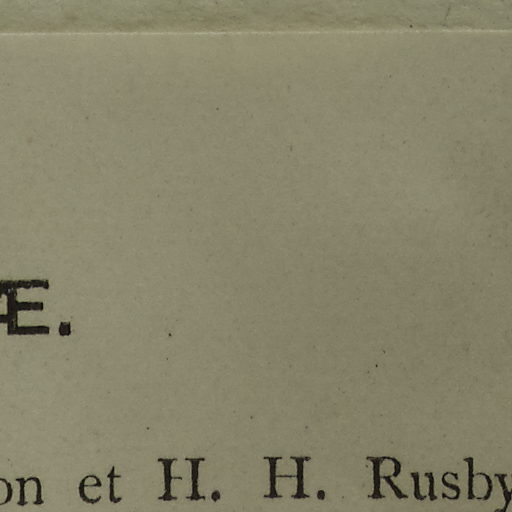 Æ.
on et H. H. Rusby